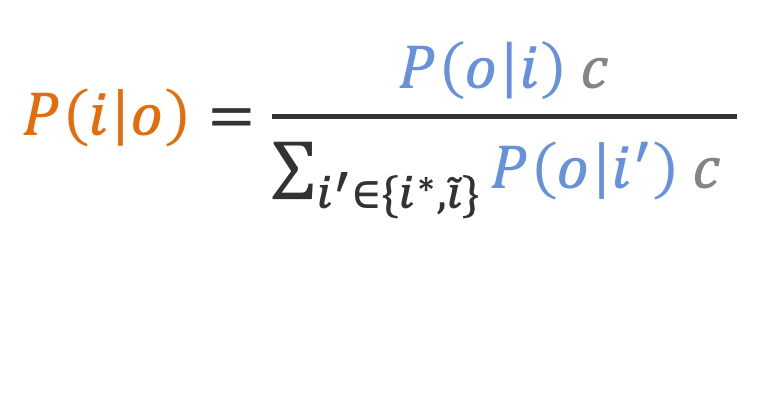 P(i|o) = P(o|i) c
∑i′∈{i*,ĩ} P(o|i′) c